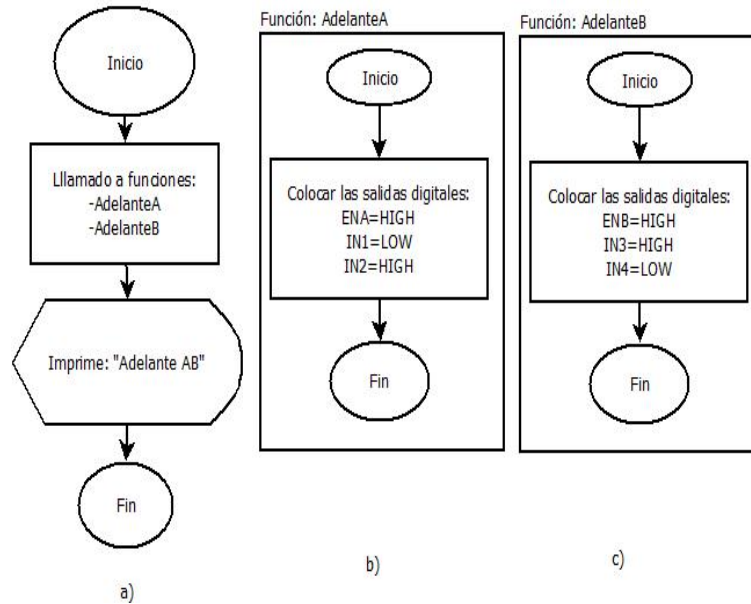 Inicio
Lllamado a funciones:
-AdelanteA
-AdelanteB
Imprime: "Adelante AB"
Fin
a)
Función: AdelanteA
Inicio
Colocar las salidas digitales:
ENA=HIGH
IN1=LOW
IN2=HIGH
Fin
b)
Función: AdelanteB
Inicio
Colocar las salidas digitales:
ENB=HIGH
IN3=HIGH
IN4=LOW
Fin
c)